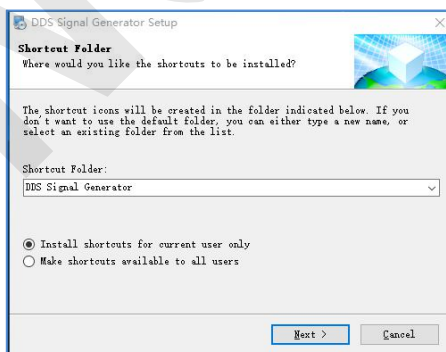 DDS Signal Generator Setup
Shortcut Folder
Where would you like the shortcuts to be installed?
The shortcut icons will be created in the folder indicated below. If you
don't want to use the default folder, you can either type a new name, or
select an existing folder from the list.
Shortcut Folder:
DDS Signal Generator
Install shortcuts for current user only
Make shortcuts available to all users
Next > Cancel